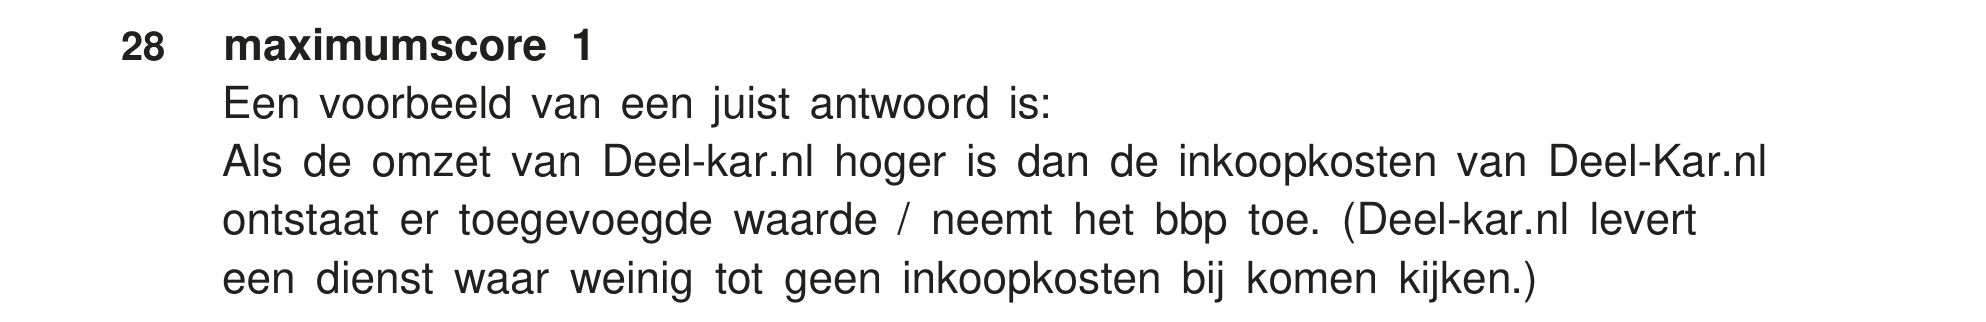 28 maximumscore 1
Een voorbeeld van een juist antwoord is:
Als de omzet van Deel-kar.nl hoger is dan de inkoopkosten van Deel-Kar.nl
ontstaat er toegevoegde waarde / neemt het bbp toe. (Deel-kar.nl levert
een dienst waar weinig tot geen inkoopkosten bij komen kijken.)